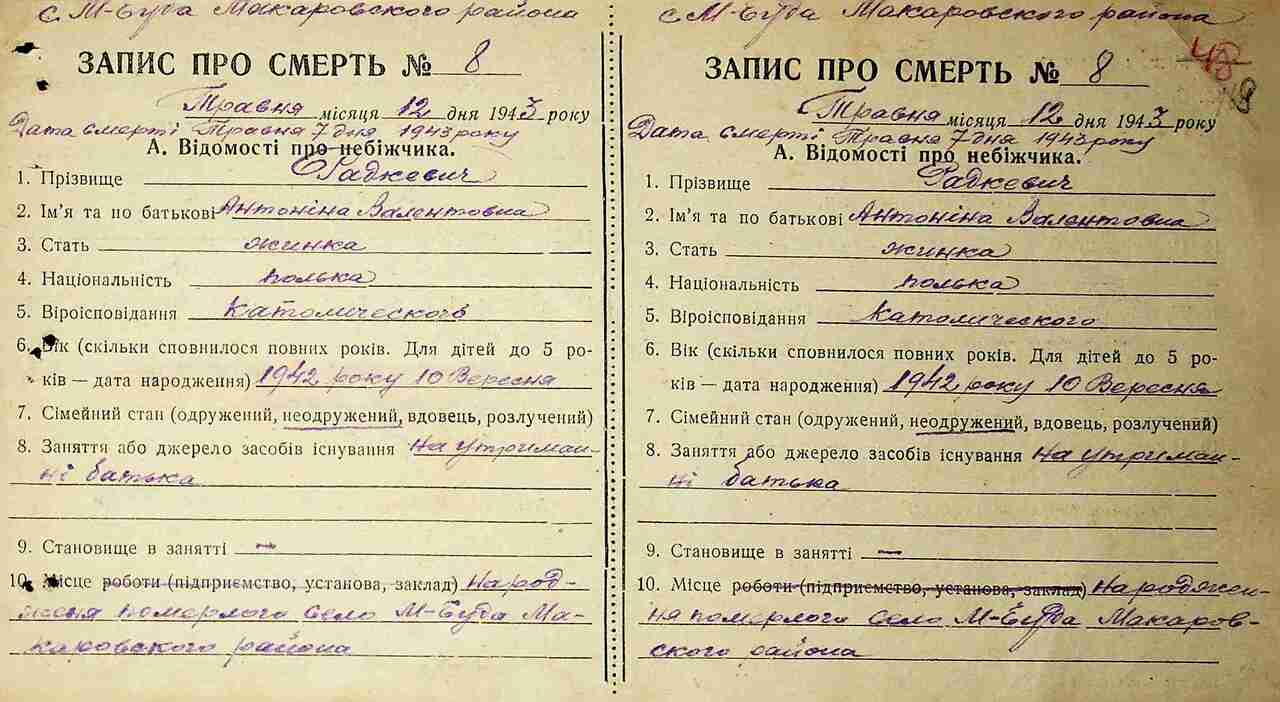 с М-Буда Макаровского района
ЗАПИС ПРО СМЕРТЬ № 8
Травня місяця 12 дня 1943 року
Дата смерті Травня 7 дня 1943 року
А. Відомості про небіжчика.
1. Прізвище Радкевич
2. Ім'я та по батькові Антоніна Валентовна
3. Стать жинка
4. Національність полька
5. Віроісповідання Католического
6. Вік (скільки сповнилося повних років. Для дітей до 5 ро-
ків — дата народження) 1942 року 10 Вересня
7. Сімейний стан (одружений, неодружений, вдовець, розлучений)
8. Заняття або джерело засобів існування На утриман-
ні батька
9. Становище в занятті —
10. Місце роботи (підприємство, установа, заклад) Народ-
женя померлого село М-Буда Ма-
каровского района
с М-Буда Макаровского района
48
8
ЗАПИС ПРО СМЕРТЬ № 8
Травня місяця 12 дня 1943 року
Дата смерті Травня 7 дня 1943 року
А. Відомості про небіжчика.
1. Прізвище Радкевич
2. Ім'я та по батькові Антоніна Валентовна
3. Стать жинка
4. Національність полька
5. Віроісповідання Католического
6. Вік (скільки сповнилося повних років. Для дітей до 5 ро-
ків — дата народження) 1942 року 10 Вересня
7. Сімейний стан (одружений, неодружений, вдовець, розлучений)
8. Заняття або джерело засобів існування На утриман-
ні батька
9. Становище в занятті —
10. Місце роботи (підприємство, установа, заклад) Народжен-
ня померлого село М-Буда Макаров-
ского района